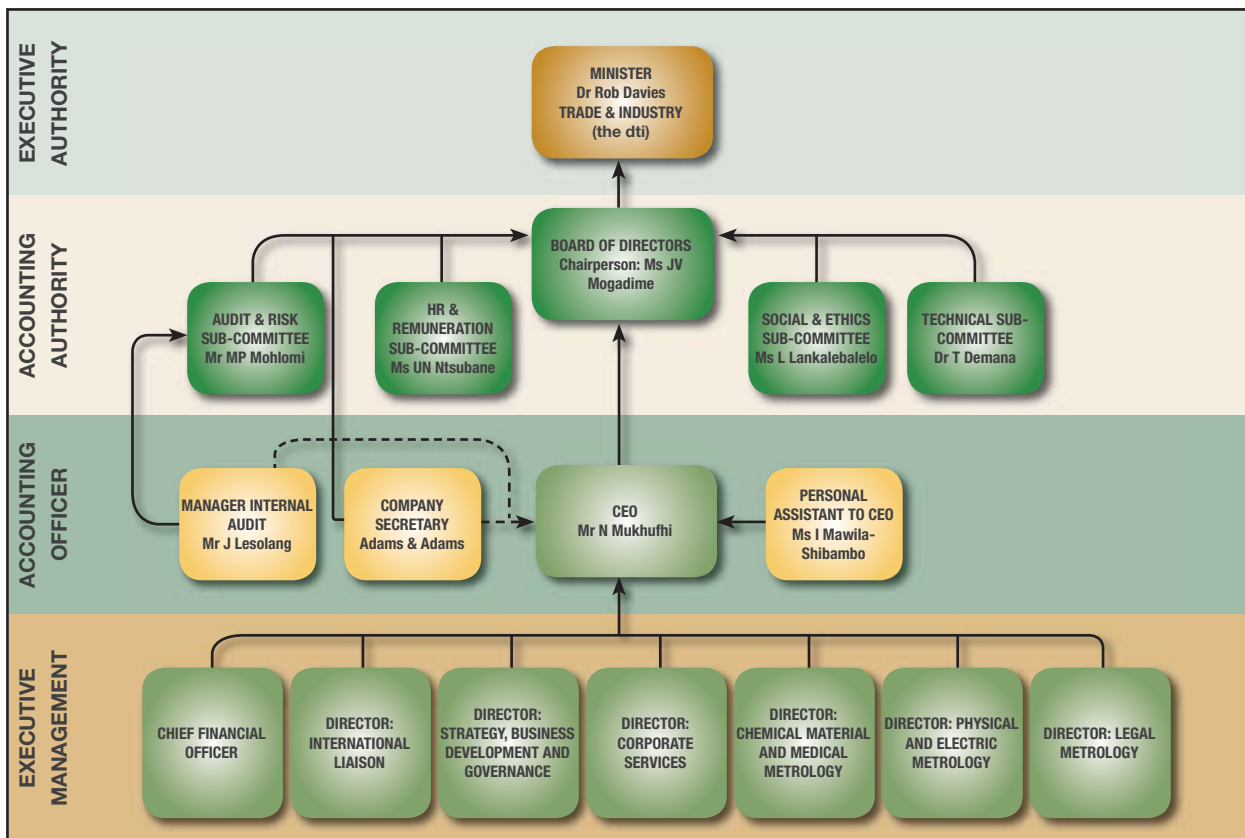 EXECUTIVE
AUTHORITY
MINISTER
Dr Rob Davies
TRADE & INDUSTRY
(the dti)
ACCOUNTING
AUTHORITY
BOARD OF DIRECTORS
Chairperson: Ms JV
Mogadime
AUDIT & RISK
SUB-COMMITTEE
Mr MP Mohlomi
HR &
REMUNERATION
SUB-COMMITTEE
Ms UN Ntsubane
SOCIAL & ETHICS
SUB-COMMITTEE
Ms L Lankalebalelo
TECHNICAL SUB-
COMMITTEE
Dr T Demana
ACCOUNTING
OFFICER
MANAGER INTERNAL
AUDIT
Mr J Lesolang
COMPANY
SECRETARY
Adams & Adams
CEO
Mr N Mukhufhi
PERSONAL
ASSISTANT TO CEO
Ms I Mawila-
Shibambo
EXECUTIVE
MANAGEMENT
CHIEF FINANCIAL
OFFICER
DIRECTOR:
INTERNATIONAL
LIAISON
DIRECTOR:
STRATEGY, BUSINESS
DEVELOPMENT AND
GOVERNANCE
DIRECTOR:
CORPORATE
SERVICES
DIRECTOR:
CHEMICAL MATERIAL
AND MEDICAL
METROLOGY
DIRECTOR: PHYSICAL
AND ELECTRIC
METROLOGY
DIRECTOR: LEGAL
METROLOGY